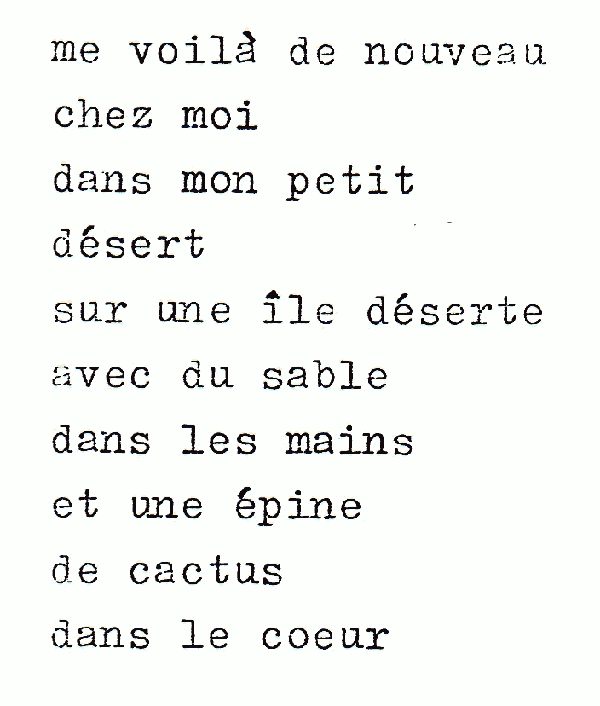 me voilà de nouveau
chez moi
dans mon petit
désert
sur une île déserte
avec du sable
dans les mains
et une épine
de cactus
dans le coeur